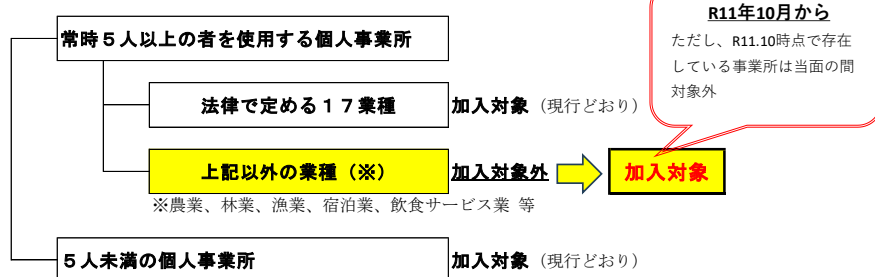 R11年10月から
ただし、R11.10時点で存在
している事業所は当面の間
対象外
常時５人以上の者を使用する個人事業所
法律で定める１７業種 加入対象（現行どおり）
上記以外の業種（※） 加入対象外 加入対象
※農業、林業、漁業、宿泊業、飲食サービス業 等
５人未満の個人事業所 加入対象（現行どおり）